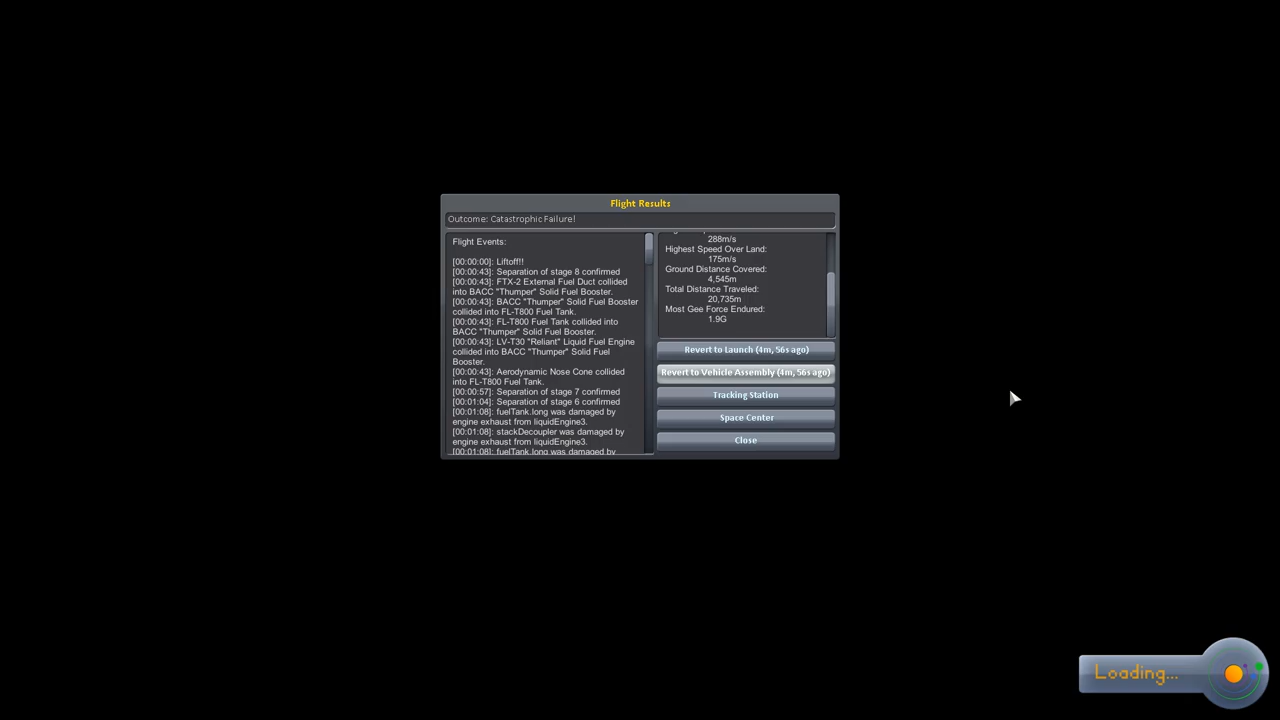 Flight Results
Outcome: Catastrophic Failure!
Flight Events:
[00:00:00]: Liftoff!!
[00:00:43]: Separation of stage 8 confirmed
[00:00:43]: FTX-2 External Fuel Duct collided
into BACC "Thumper" Solid Fuel Booster.
[00:00:43]: BACC "Thumper" Solid Fuel Booster
collided into FL-T800 Fuel Tank.
[00:00:43]: FL-T800 Fuel Tank collided into
BACC "Thumper" Solid Fuel Booster.
[00:00:43]: LV-T30 "Reliant" Liquid Fuel Engine
collided into BACC "Thumper" Solid Fuel
Booster.
[00:00:43]: Aerodynamic Nose Cone collided
into FL-T800 Fuel Tank.
[00:00:57]: Separation of stage 7 confirmed
[00:01:04]: Separation of stage 6 confirmed
[00:01:08]: fuelTank.long was damaged by
engine exhaust from liquidEngine3.
[00:01:08]: stackDecoupler was damaged by
engine exhaust from liquidEngine3.
[00:01:08]: fuelTank.long was damaged by
288m/s
Highest Speed Over Land:
175m/s
Ground Distance Covered:
4,545m
Total Distance Traveled:
20,735m
Most Gee Force Endured:
1.9G
Revert to Launch (4m, 56s ago)
Revert to Vehicle Assembly (4m, 56s ago)
Tracking Station
Space Center
Close
Loading...